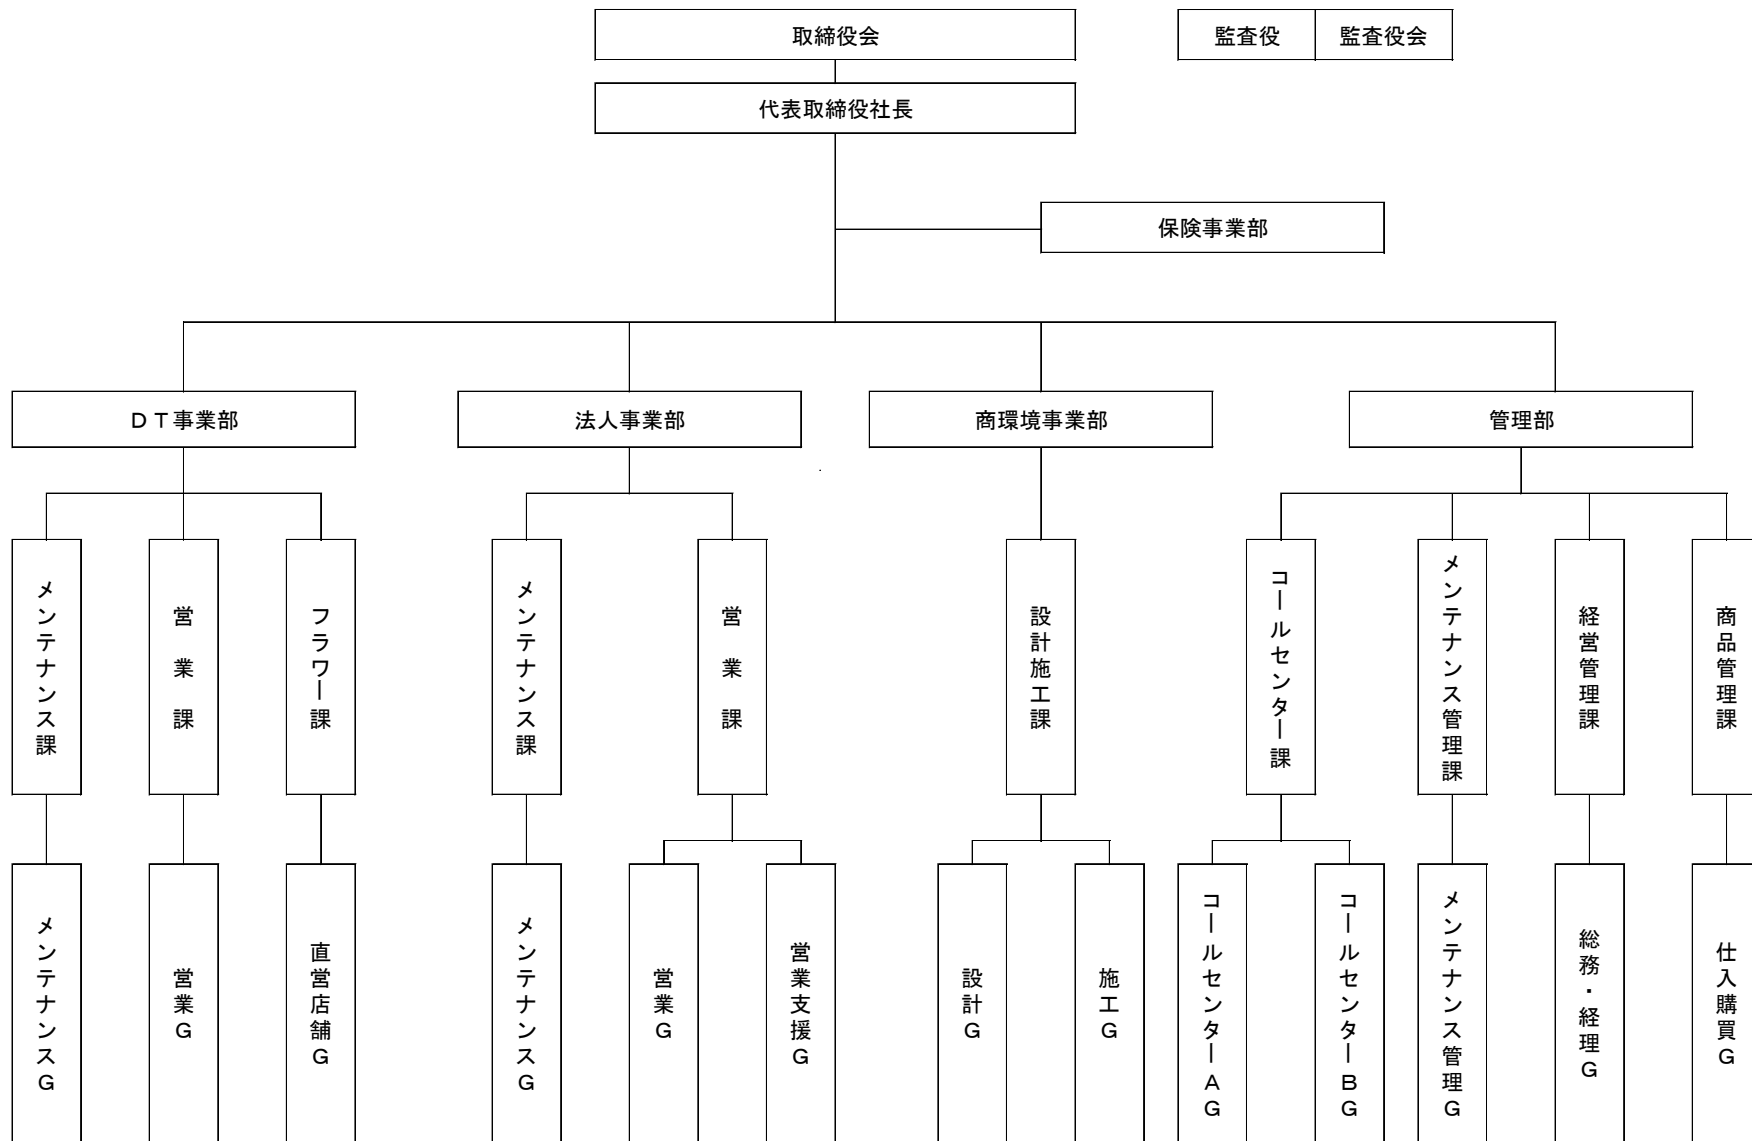 取締役会
監査役
監査役会
代表取締役社長
保険事業部
ＤＴ事業部
法人事業部
商環境事業部
管理部
メンテナンス課
営業課
フラワー課
メンテナンス課
営業課
設計施工課
コールセンター課
メンテナンス管理課
経営管理課
商品管理課
メンテナンスＧ
営業Ｇ
直営店舗Ｇ
メンテナンスＧ
営業Ｇ
営業支援Ｇ
設計Ｇ
施工Ｇ
コールセンターＡＧ
コールセンターＢＧ
メンテナンス管理Ｇ
総務・経理Ｇ
仕入購買Ｇ